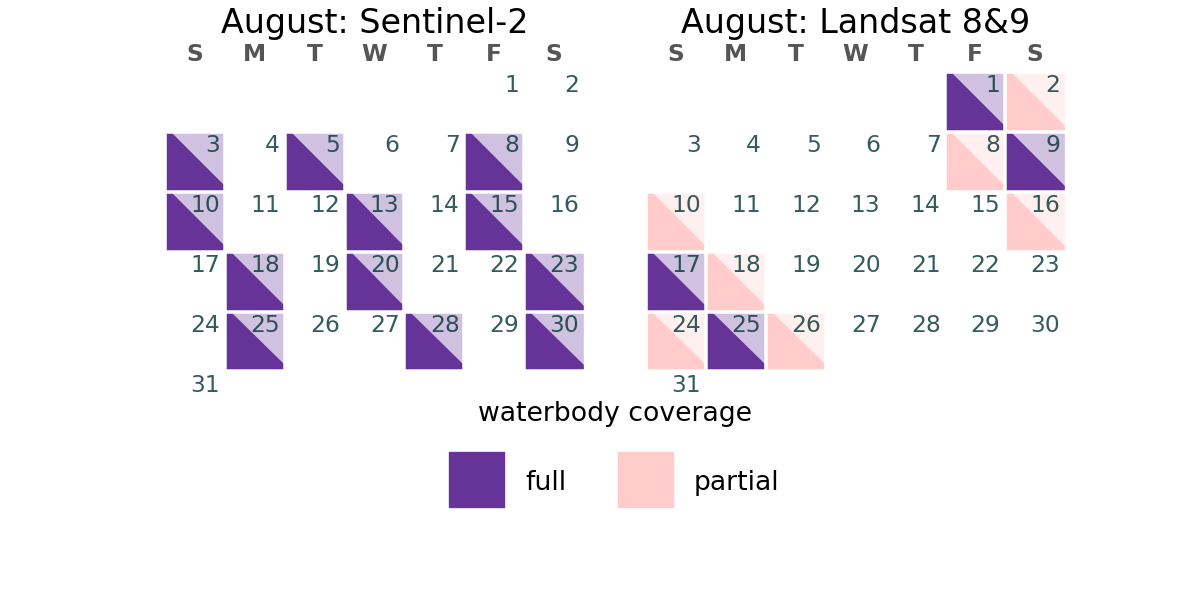 August: Sentinel-2
S M T W T F S
1 2
3 4 5 6 7 8 9
10 11 12 13 14 15 16
17 18 19 20 21 22 23
24 25 26 27 28 29 30
31
August: Landsat 8&9
S M T W T F S
1 2
3 4 5 6 7 8 9
10 11 12 13 14 15 16
17 18 19 20 21 22 23
24 25 26 27 28 29 30
31
waterbody coverage
full
partial